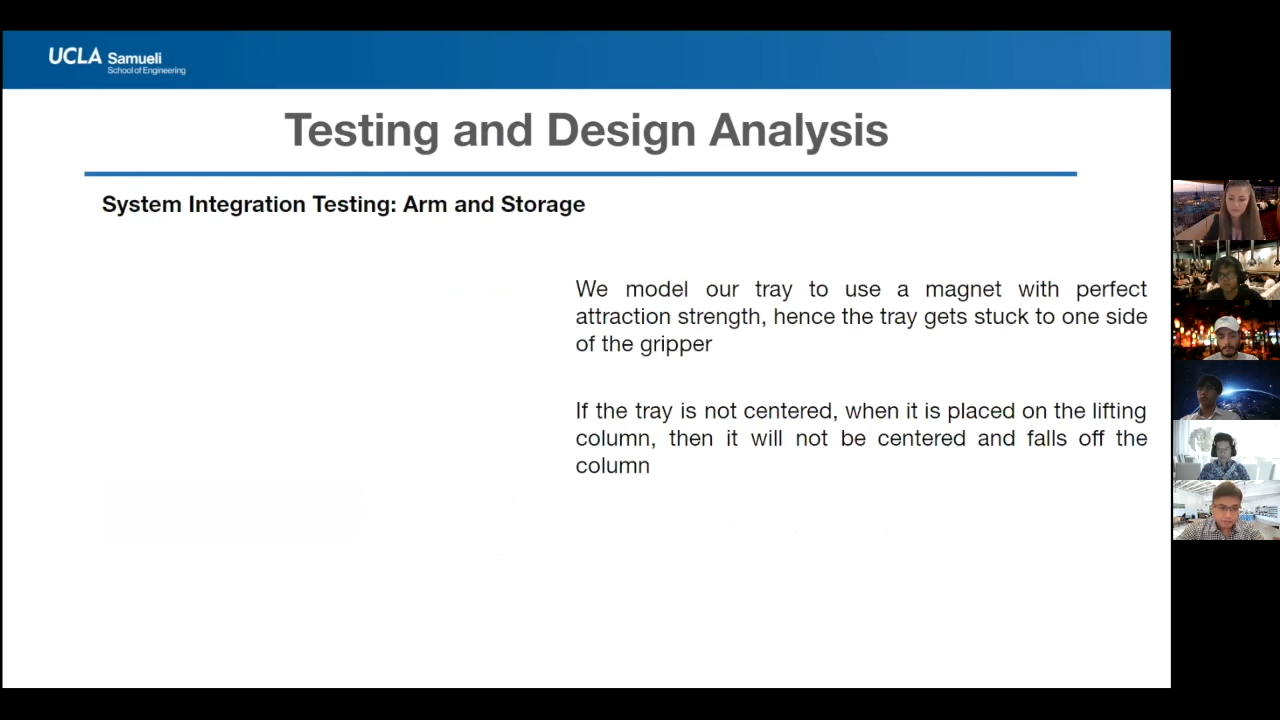 UCLA Samueli
School of Engineering
Testing and Design Analysis
System Integration Testing: Arm and Storage
We model our tray to use a magnet with perfect
attraction strength, hence the tray gets stuck to one side
of the gripper
If the tray is not centered, when it is placed on the lifting
column, then it will not be centered and falls off the
column